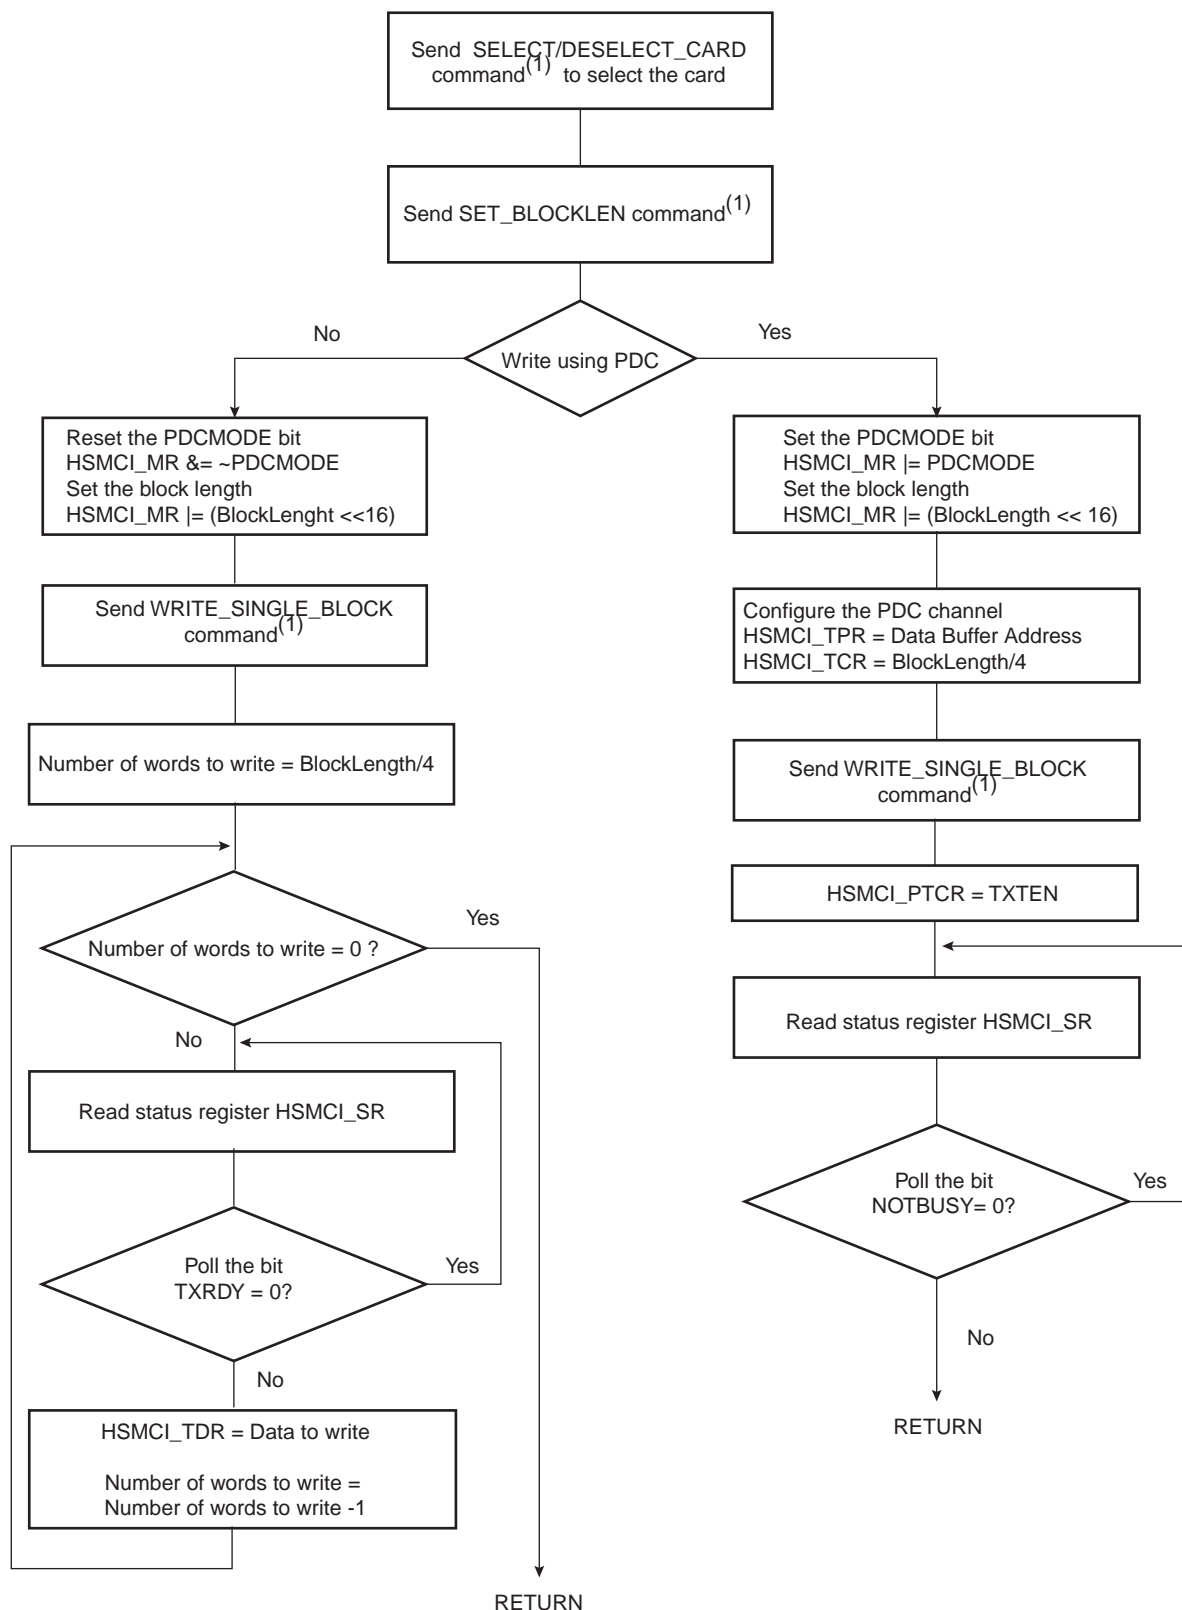 Send SELECT/DESELECT_CARD
command(1) to select the card
Send SET_BLOCKLEN command(1)
No
Yes
Write using PDC
Reset the PDCMODE bit
HSMCI_MR &= ~PDCMODE
Set the block length
HSMCI_MR |= (BlockLenght <<16)
Send WRITE_SINGLE_BLOCK
command(1)
Number of words to write = BlockLength/4
Number of words to write = 0 ?
Yes
No
Read status register HSMCI_SR
Poll the bit
TXRDY = 0?
Yes
No
HSMCI_TDR = Data to write
Number of words to write =
Number of words to write -1
RETURN
Set the PDCMODE bit
HSMCI_MR |= PDCMODE
Set the block length
HSMCI_MR |= (BlockLength << 16)
Configure the PDC channel
HSMCI_TPR = Data Buffer Address
HSMCI_TCR = BlockLength/4
Send WRITE_SINGLE_BLOCK
command(1)
HSMCI_PTCR = TXTEN
Read status register HSMCI_SR
Poll the bit
NOTBUSY= 0?
Yes
No
RETURN